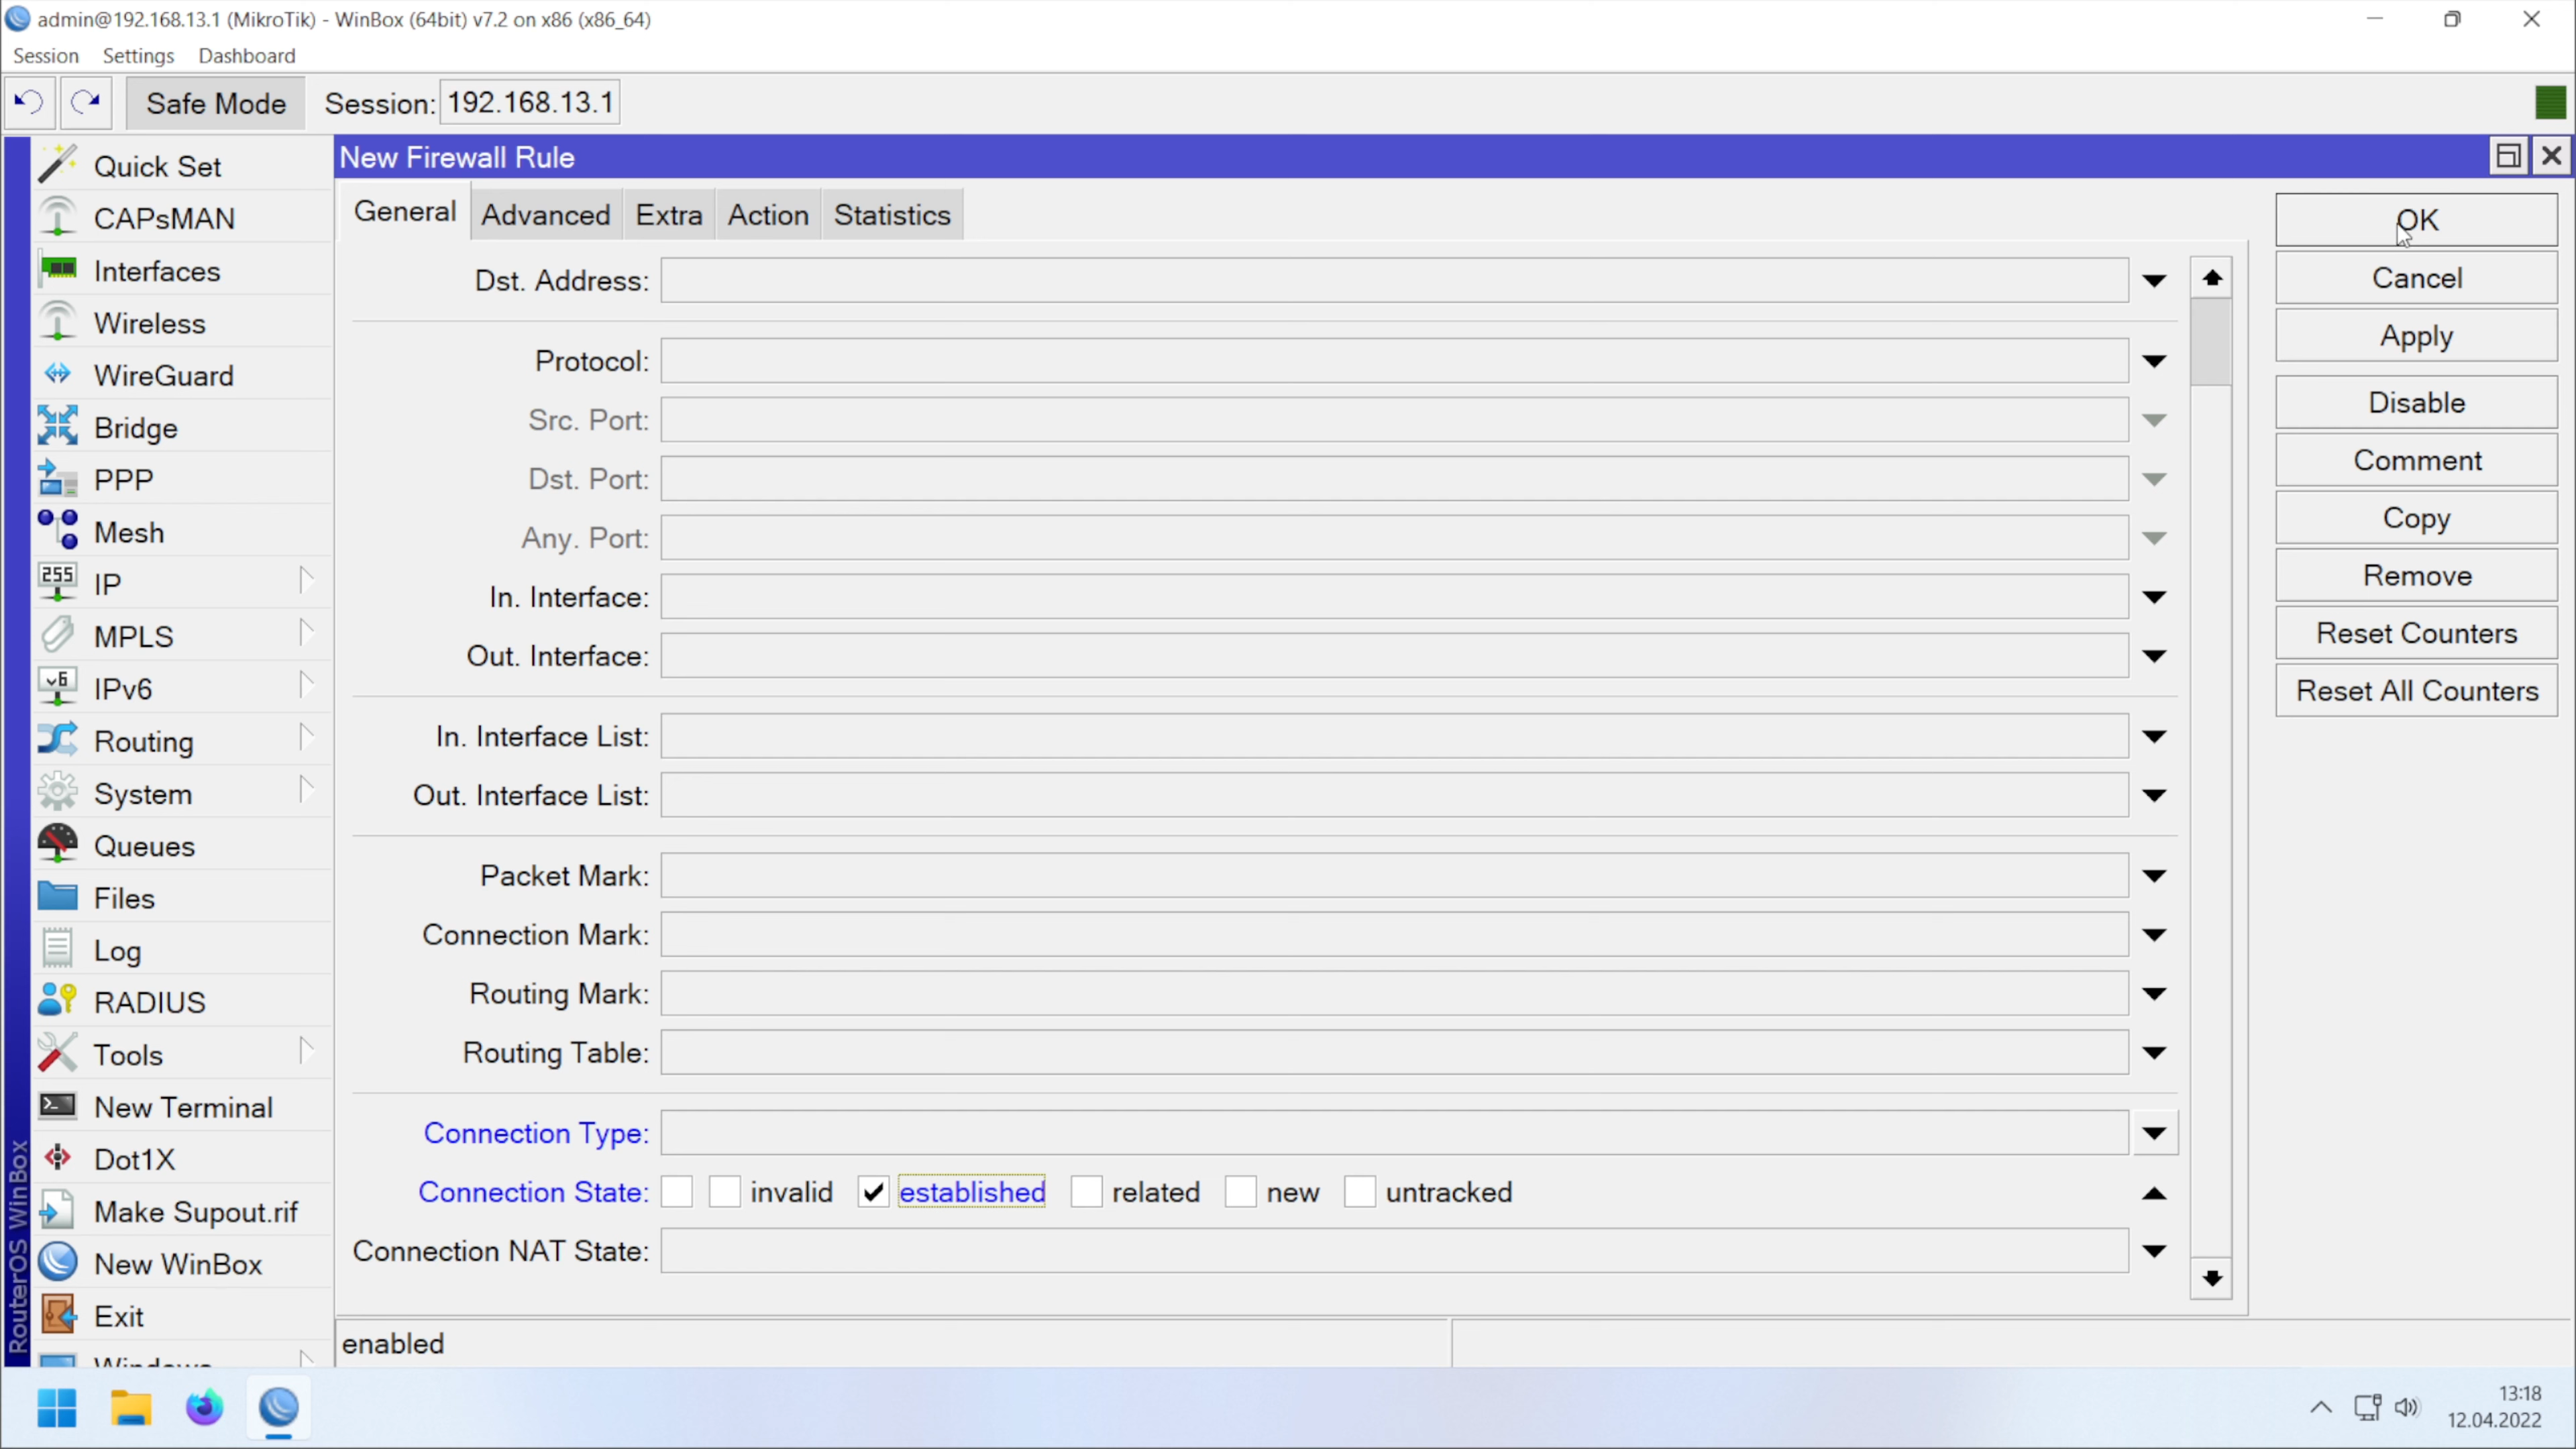 admin@192.168.13.1 (MikroTik) - WinBox (64bit) v7.2 on x86 (x86_64)
Session Settings Dashboard
Safe Mode Session: 192.168.13.1
Quick Set
CAPsMAN
Interfaces
Wireless
WireGuard
Bridge
PPP
Mesh
255 IP
MPLS
v6 IPv6
Routing
System
Queues
Files
Log
RADIUS
Tools
New Terminal
Dot1X
Make Supout.rif
New WinBox
Exit
Windows
RouterOS WinBox
New Firewall Rule
General Advanced Extra Action Statistics
Dst. Address:
Protocol:
Src. Port:
Dst. Port:
Any. Port:
In. Interface:
Out. Interface:
In. Interface List:
Out. Interface List:
Packet Mark:
Connection Mark:
Routing Mark:
Routing Table:
Connection Type:
Connection State: invalid established related new untracked
Connection NAT State:
enabled
OK
Cancel
Apply
Disable
Comment
Copy
Remove
Reset Counters
Reset All Counters
13:18
12.04.2022